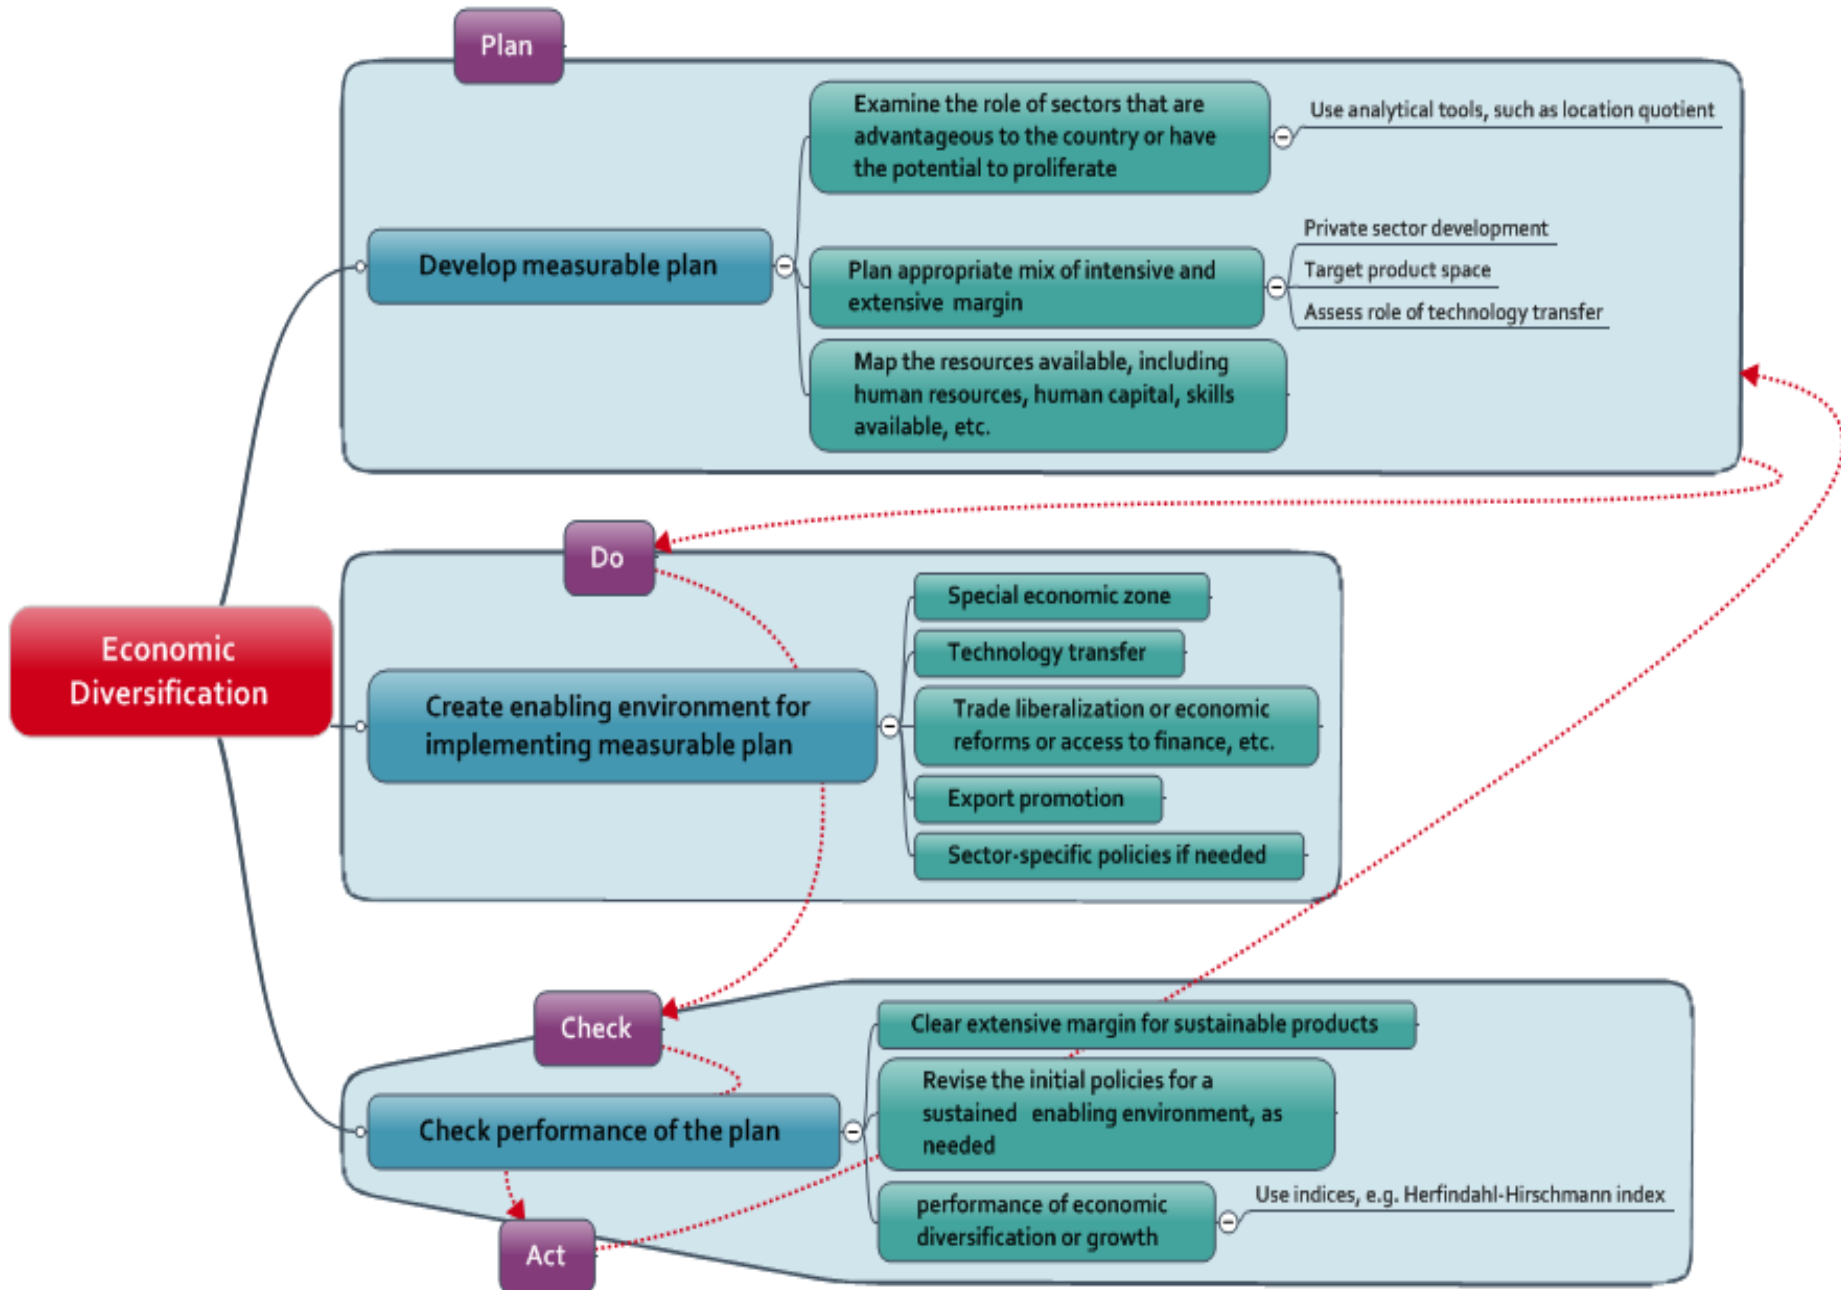 Plan
Examine the role of sectors that are
advantageous to the country or have
the potential to proliferate
Use analytical tools, such as location quotient
Develop measurable plan
Plan appropriate mix of intensive and
extensive margin
Private sector development
Target product space
Assess role of technology transfer
Map the resources available, including
human resources, human capital, skills
available, etc.
Economic
Diversification
Do
Create enabling environment for
implementing measurable plan
Special economic zone
Technology transfer
Trade liberalization or economic
reforms or access to finance, etc.
Export promotion
Sector-specific policies if needed
Check
Check performance of the plan
Clear extensive margin for sustainable products
Revise the initial policies for a
sustained enabling environment, as
needed
performance of economic
diversification or growth
Use indices, e.g. Herfindahl-Hirschmann index
Act